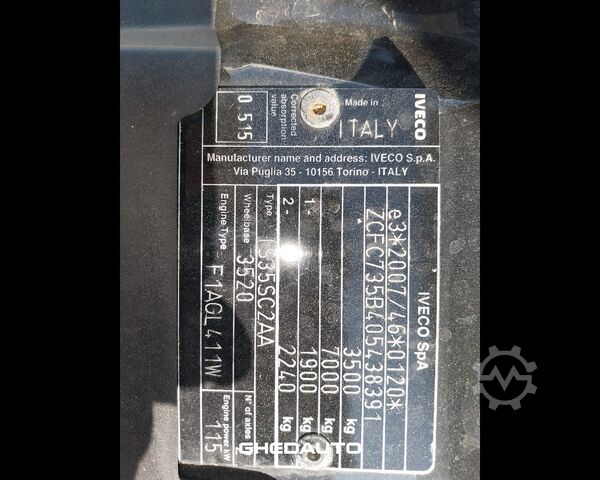 IVECO SpA
e3*2007/46*0120*
ZCFC735B405438391
3500 kg
7000 kg
1- 1900 kg
2- 2240 kg
Type IS35SC2AA
Wheelbase 3520 N° of axles
Engine Type F1AGL411W Engine power kW 115
Manufacturer name and address: IVECO S.p.A.
Via Puglia 35 - 10156 Torino - ITALY
IVECO
Made in : ITALY
Corrected absorption value 0.515
GHEDAUTO